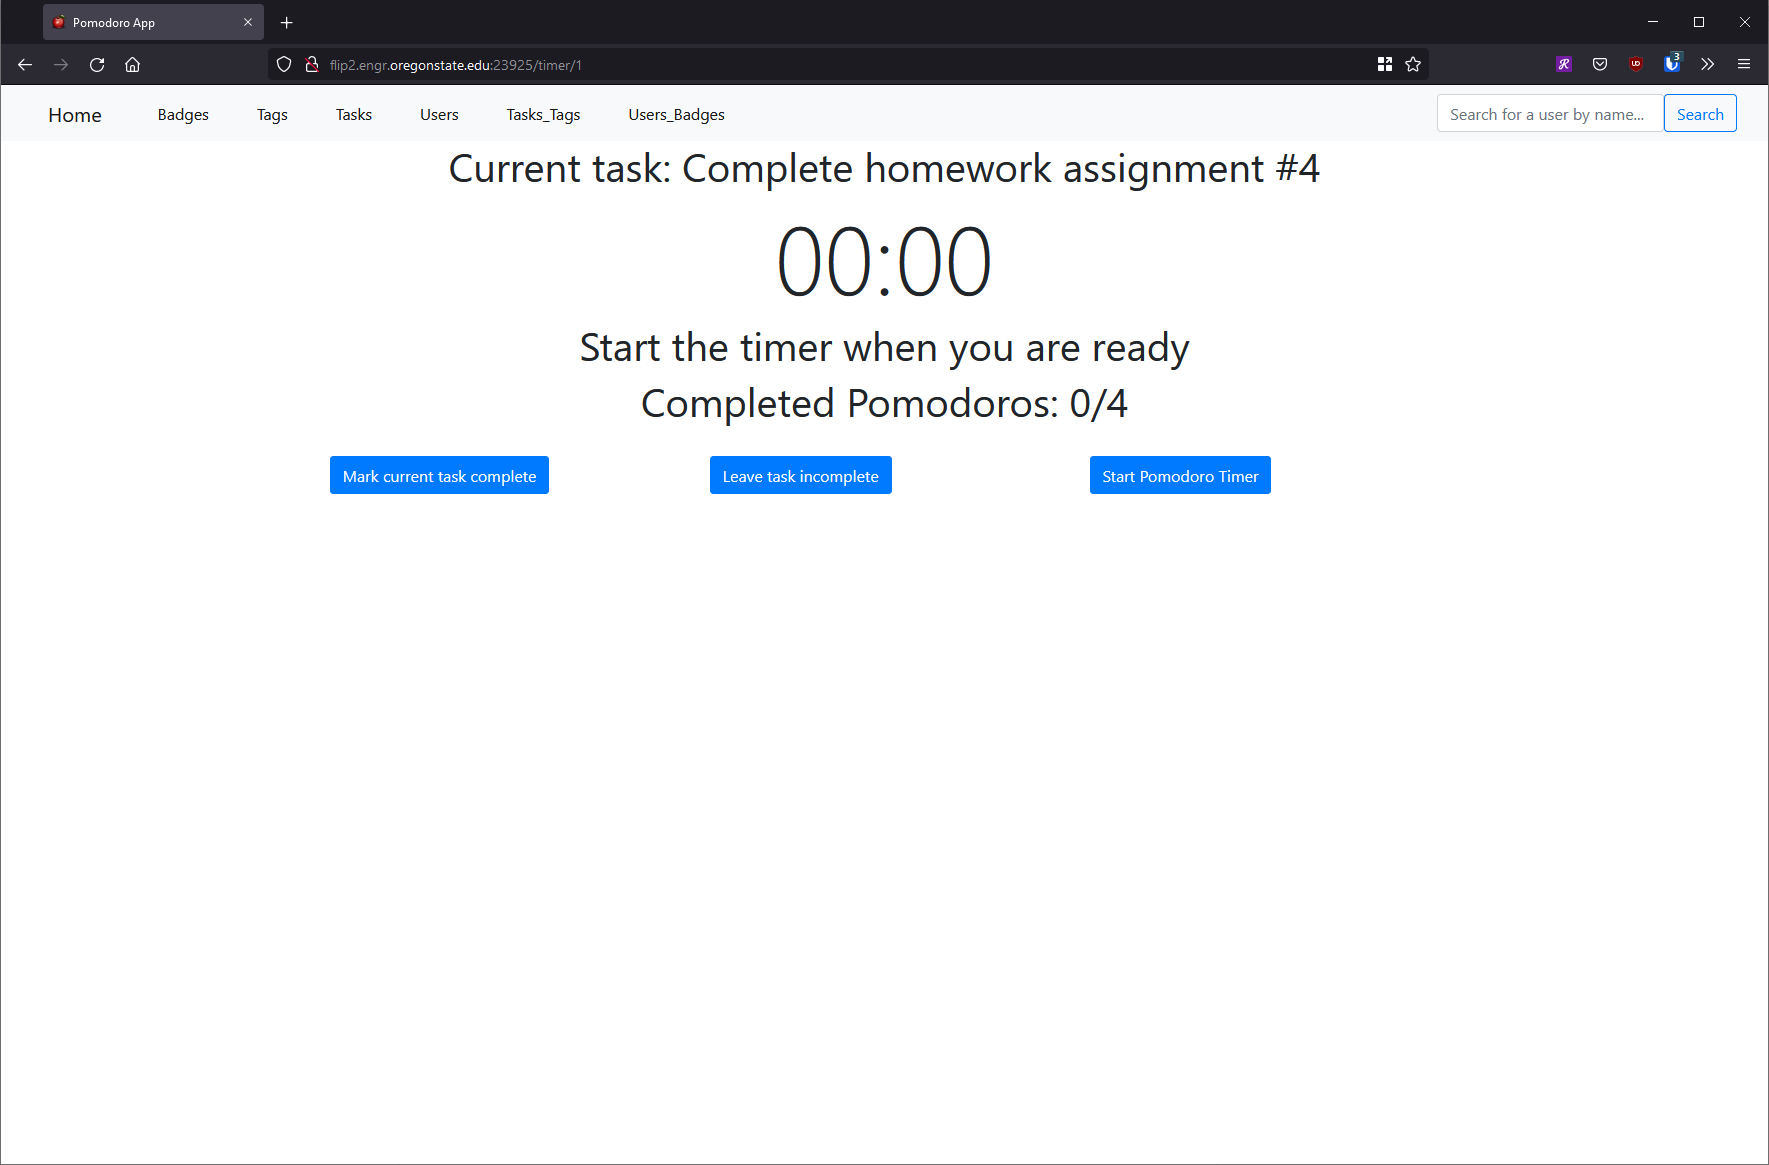 Pomodoro App
flip2.engr.oregonstate.edu:23925/timer/1
3
Home Badges Tags Tasks Users Tasks_Tags Users_Badges Search for a user by name... Search
Current task: Complete homework assignment #4
00:00
Start the timer when you are ready
Completed Pomodoros: 0/4
Mark current task complete Leave task incomplete Start Pomodoro Timer